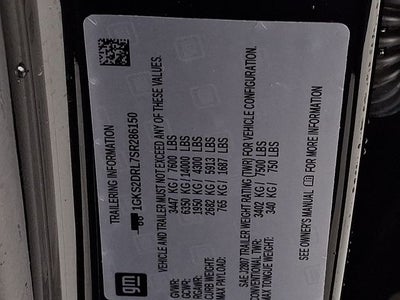 gm
TRAILERING INFORMATION
1GKS2DRL7SR286150
VEHICLE AND TRAILER MUST NOT EXCEED ANY OF THESE VALUES.
GVWR: 3447 KG / 7600 LBS
GCWR: 6350 KG / 14000 LBS
RGAWR: 1950 KG / 4300 LBS
CURB WEIGHT: 2682 KG / 5913 LBS
MAX PAYLOAD: 765 KG / 1687 LBS
SAE J2807 TRAILER WEIGHT RATING (TWR) FOR VEHICLE CONFIGURATION.
CONVENTIONAL TWR: 3402 KG / 7500 LBS
MAX TONGUE WEIGHT: 340 KG / 750 LBS
SEE OWNER'S MANUAL FOR MORE INFORMATION